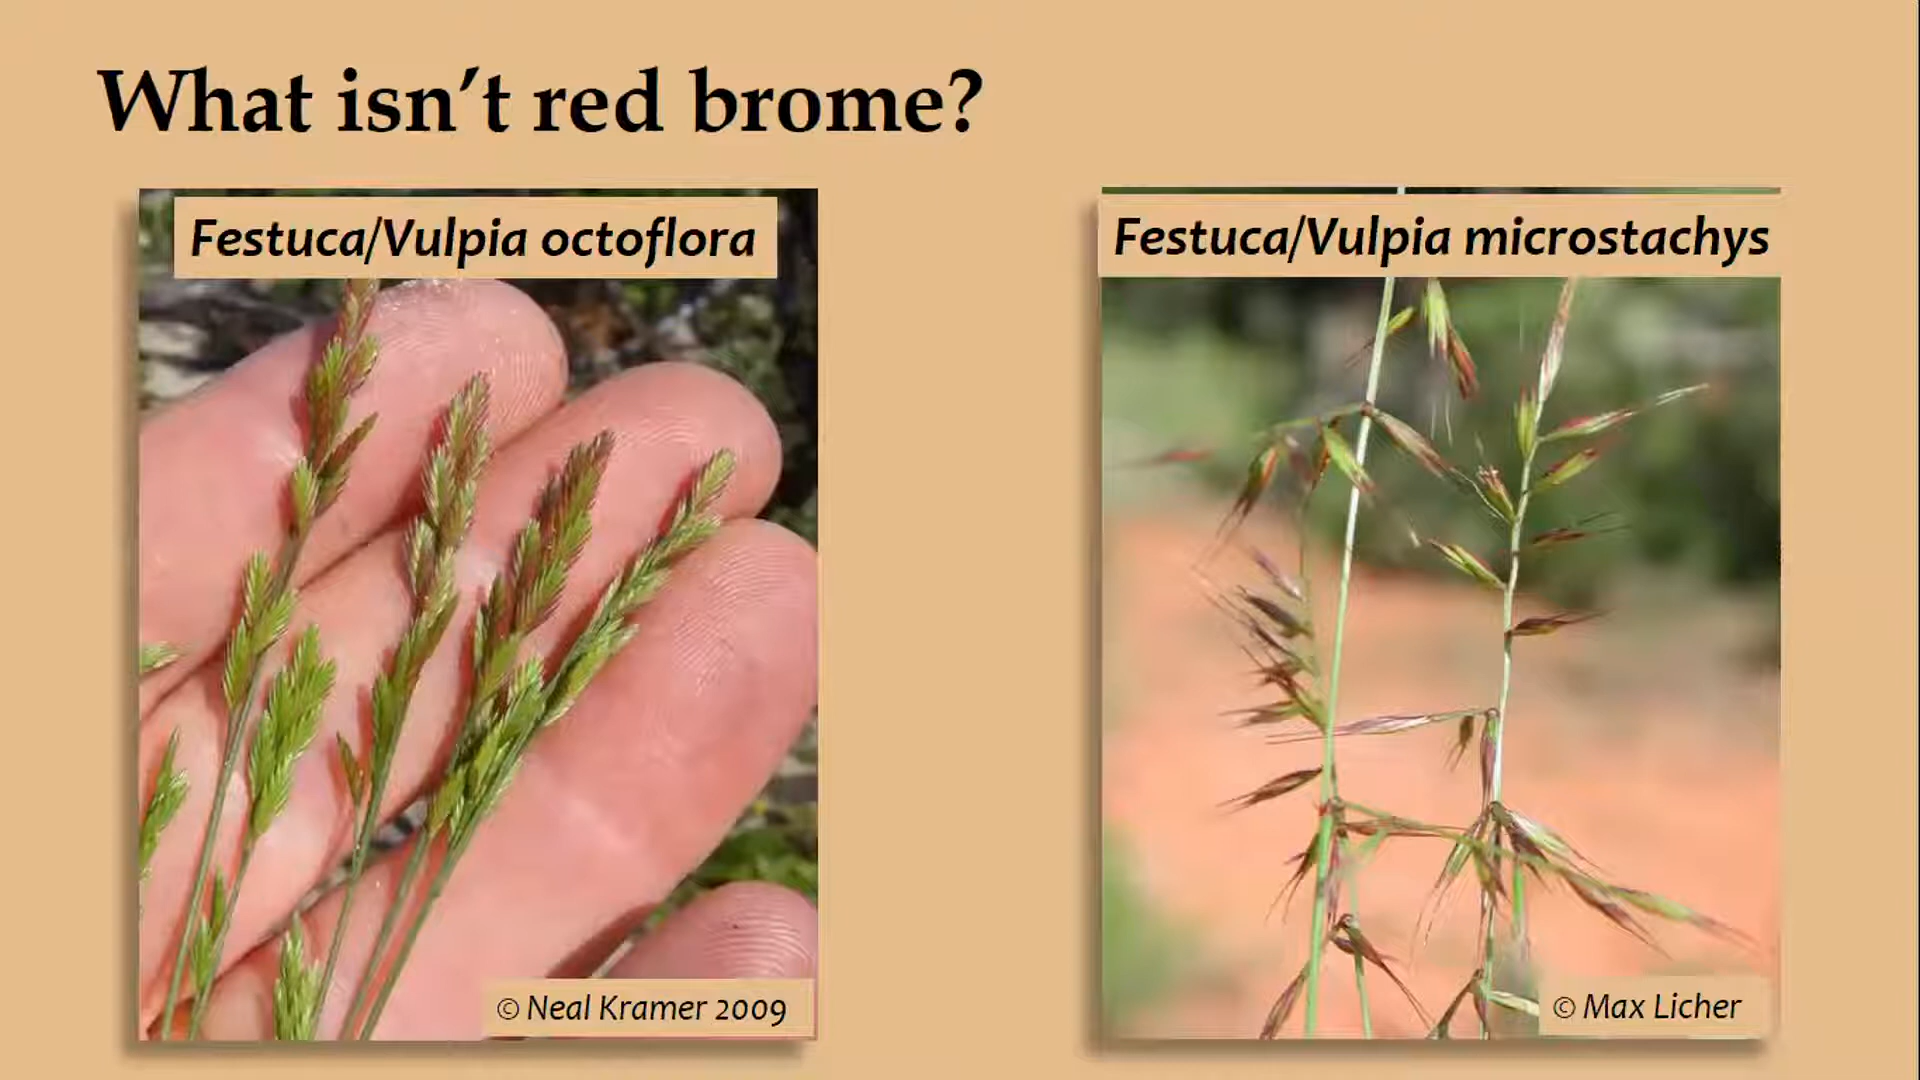 What isn’t red brome?
Festuca/Vulpia octoflora
Festuca/Vulpia microstachys
© Neal Kramer 2009
© Max Licher